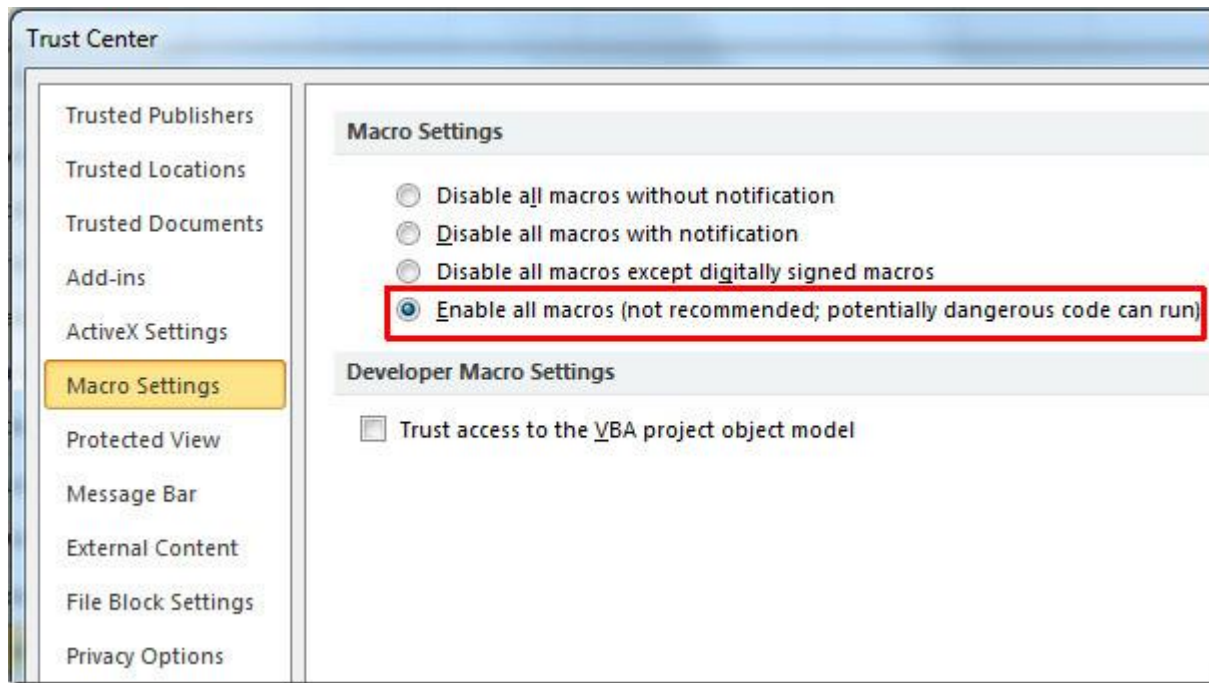 Trust Center
Trusted Publishers
Trusted Locations
Trusted Documents
Add-ins
ActiveX Settings
Macro Settings
Protected View
Message Bar
External Content
File Block Settings
Privacy Options
Macro Settings
Disable all macros without notification
Disable all macros with notification
Disable all macros except digitally signed macros
Enable all macros (not recommended; potentially dangerous code can run)
Developer Macro Settings
Trust access to the VBA project object model